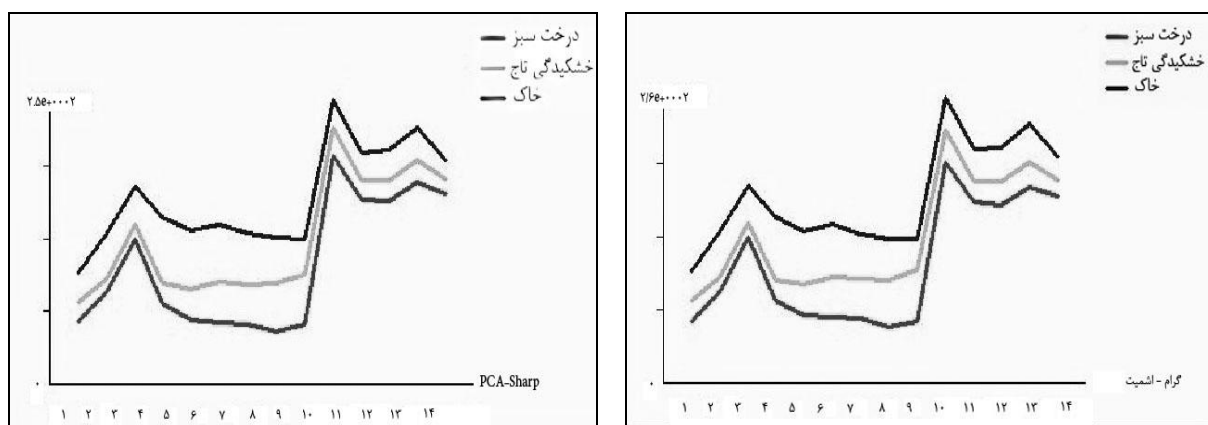 درخت سبز
خشکیدگی تاج
خاک
۲.۵e+۰۰۰۲
۰
PCA-Sharp
۱ ۲ ۳ ۴ ۵ ۶ ۷ ۸ ۹ ۱۰ ۱۱ ۱۲ ۱۳ ۱۴
درخت سبز
خشکیدگی تاج
خاک
۲/۶e+۰۰۰۲
۰
گرام - اشمیت
۱ ۲ ۳ ۴ ۵ ۶ ۷ ۸ ۹ ۱۰ ۱۱ ۱۲ ۱۳ ۱۴